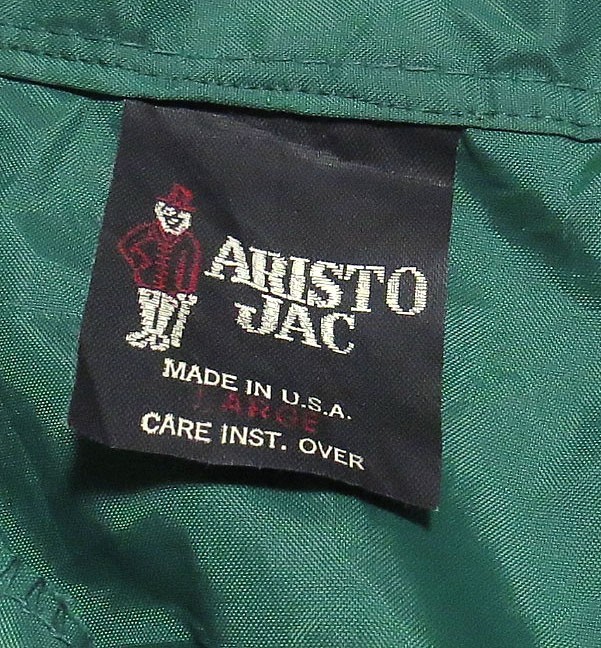 ARISTO
JAC
MADE IN U.S.A.
LARGE
CARE INST. OVER